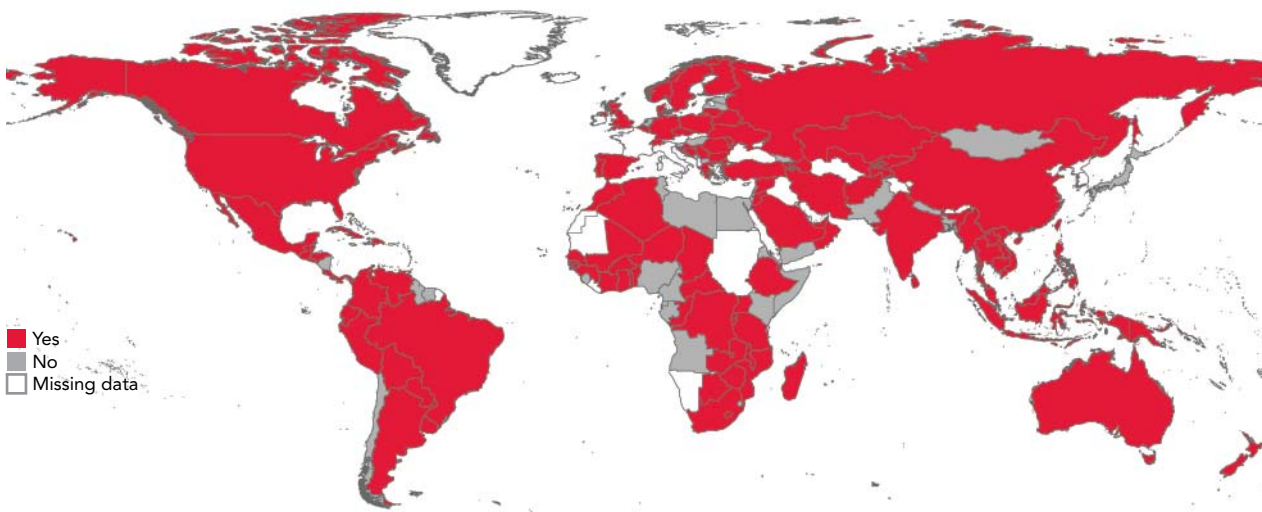 Yes
No
Missing data